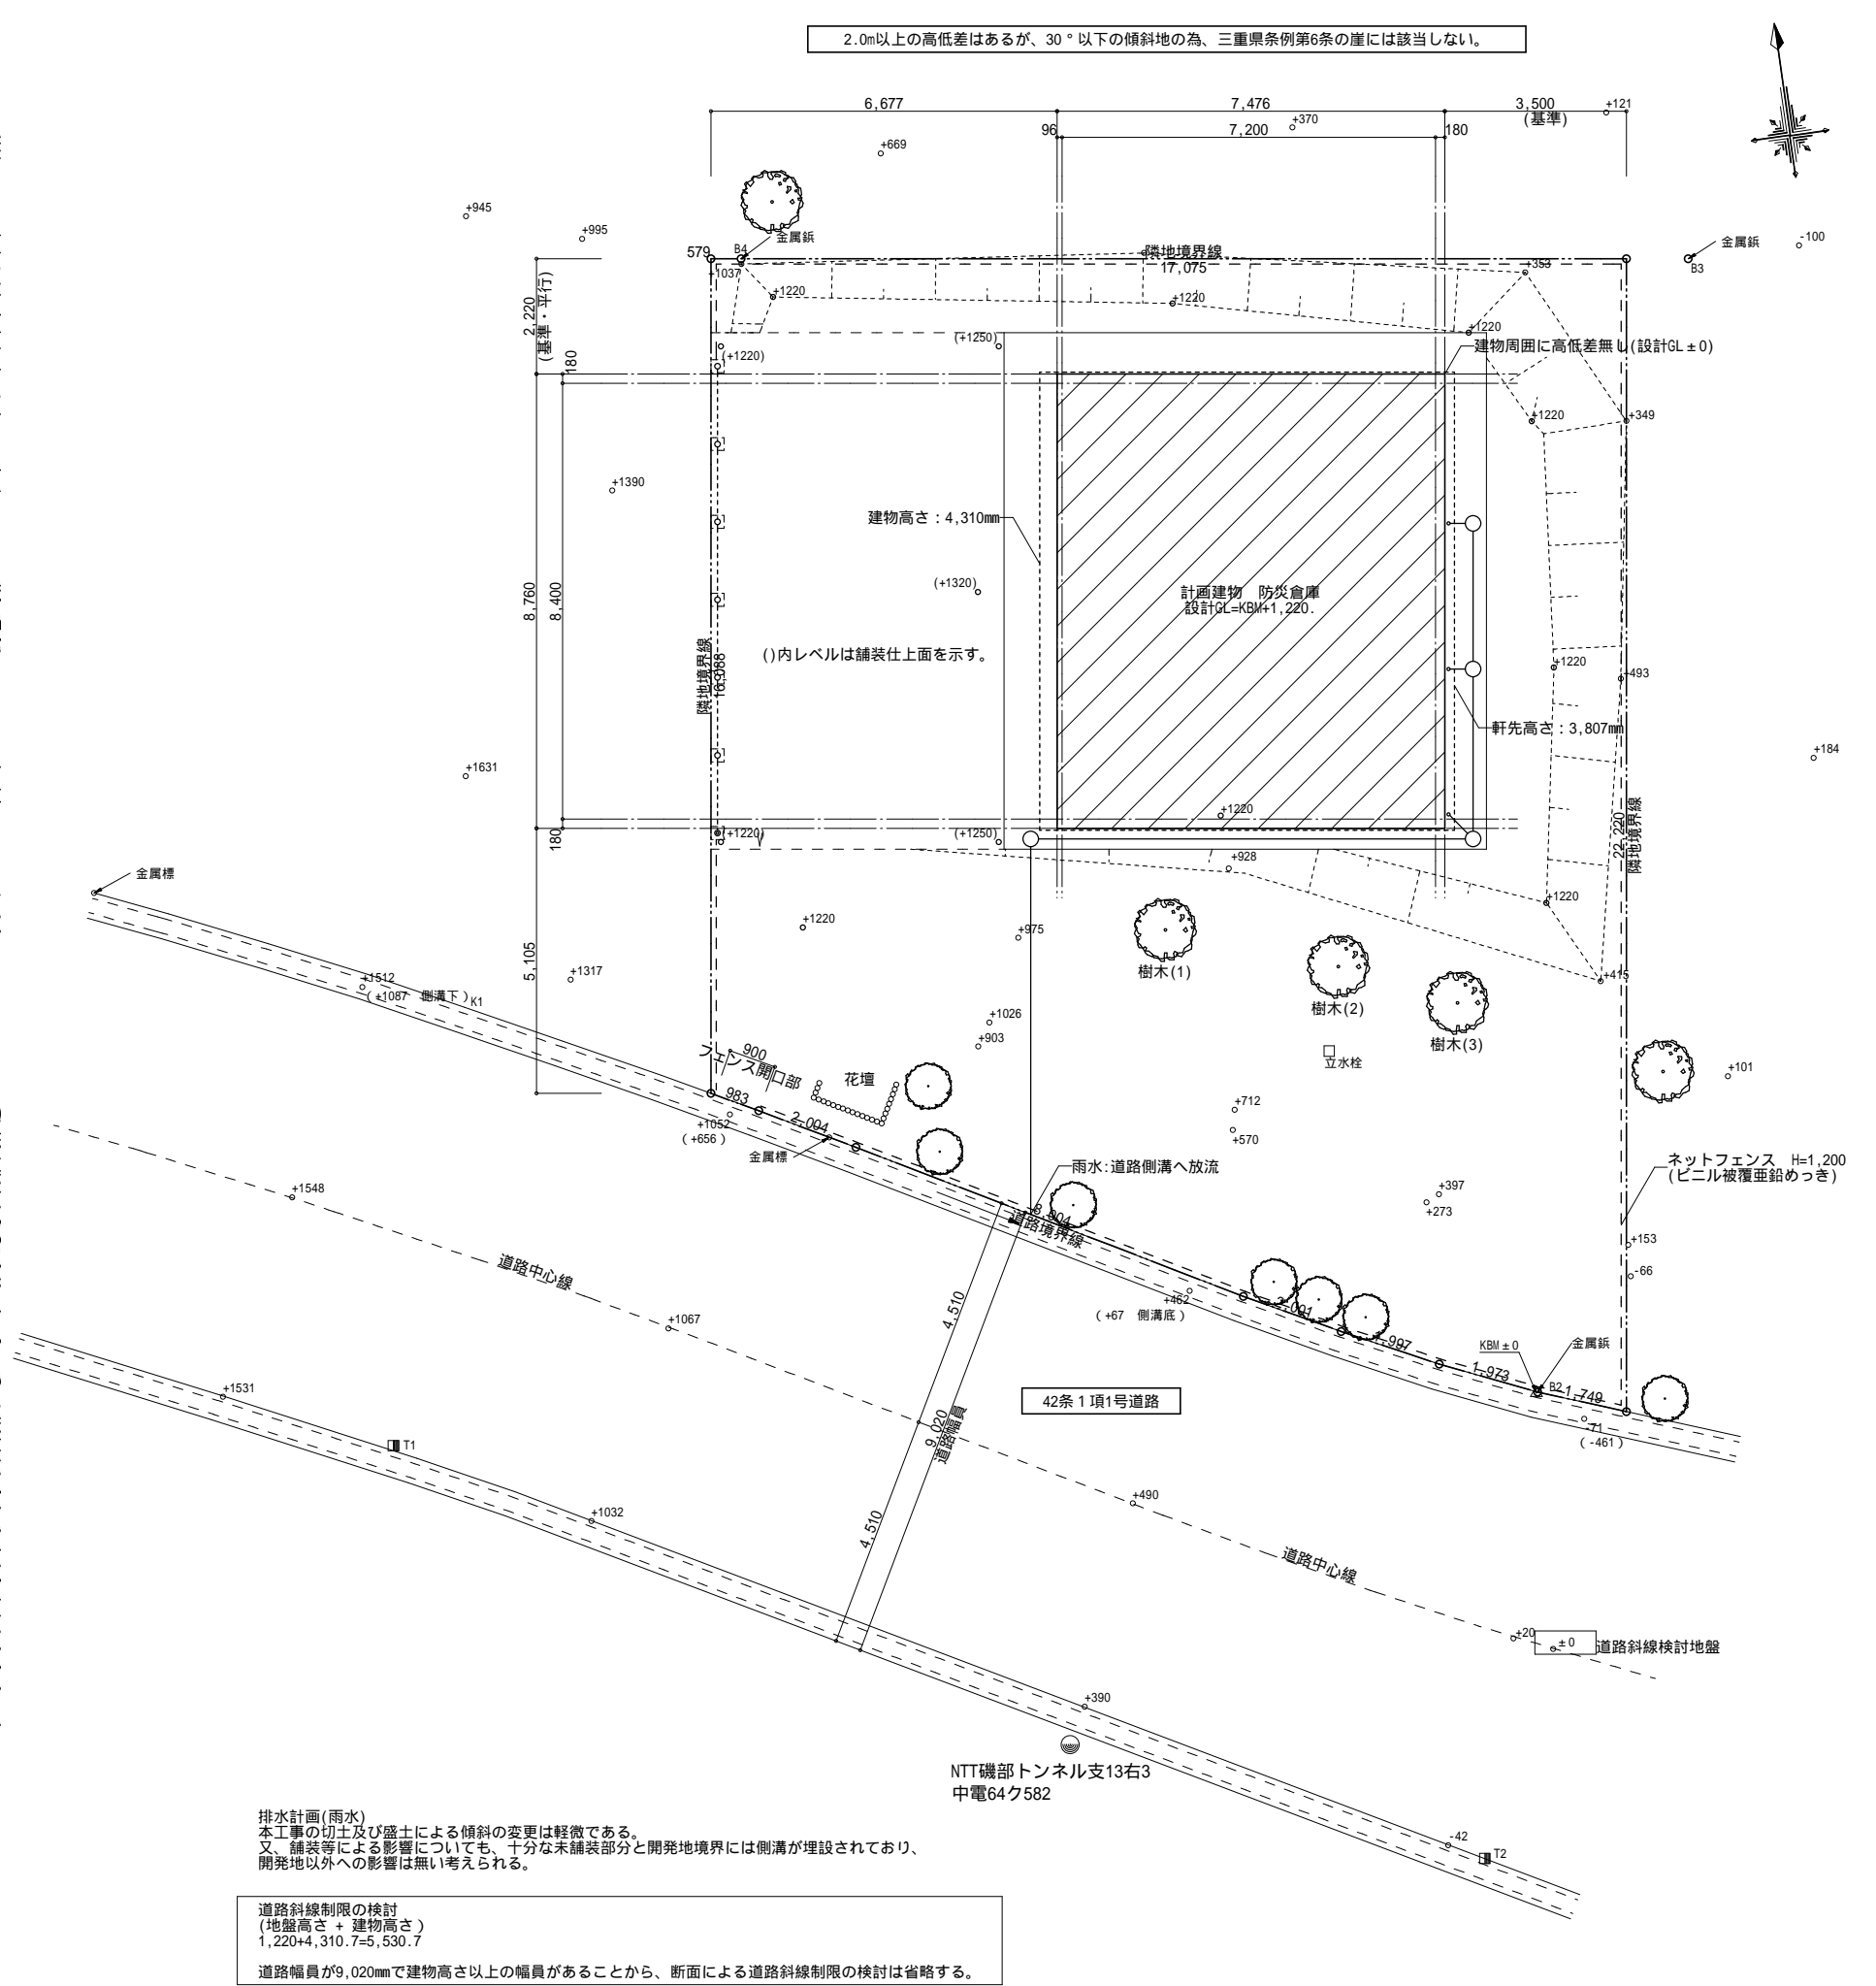 2.0m以上の高低差はあるが、30°以下の傾斜地の為、三重県条例第6条の崖には該当しない。
6,677
7,476
3,500
(基準)
+121
96
7,200
+370
180
+669
+945
+995
579
B4
金属鋲
+1037
隣地境界線
17,075
+353
金属鋲
B3
-100
2,220
(基準・平行)
180
+1220
+1220
+1220
(+1220)
(+1250)
建物周囲に高低差無し(設計GL±0)
+1220
+349
+1390
建物高さ：4,310mm
(+1320)
計画建物　防災倉庫
設計GL=KBM+1,220.
8,760
8,400
()内レベルは舗装仕上面を示す。
隣地境界線
16,088
+1220
+493
軒先高さ：3,807mm
+184
+1631
+1220
(+1220)
(+1250)
180
22,220
隣地境界線
+928
金属標
+1220
+1220
+975
5,105
樹木(1)
樹木(2)
樹木(3)
+415
+1512
(+1087　側溝下)
K1
+1317
+1026
+903
立水栓
+101
900
フェンス開口部
花壇
983
2,004
+1052
(+656)
金属標
+712
+570
雨水:道路側溝へ放流
ネットフェンス　H=1,200
(ビニル被覆亜鉛めっき)
+397
+273
8,004
道路境界線
+153
-66
+1548
道路中心線
+462
(+67　側溝底)
2,001
1,997
1,973
1,749
KBM±0
金属鋲
B2
+1067
4,510
42条１項1号道路
-71
(-461)
+1531
T1
9,020
道路幅員
+490
+1032
4,510
道路中心線
+20
±0
道路斜線検討地盤
+390
NTT磯部トンネル支13右3
中電64ク582
-42
T2
排水計画(雨水)
本工事の切土及び盛土による傾斜の変更は軽微である。
又、舗装等による影響についても、十分な未舗装部分と開発地境界には側溝が埋設されており、
開発地以外への影響は無い考えられる。
道路斜線制限の検討
(地盤高さ + 建物高さ)
1,220+4,310.7=5,530.7
道路幅員が9,020mmで建物高さ以上の幅員があることから、断面による道路斜線制限の検討は省略する。